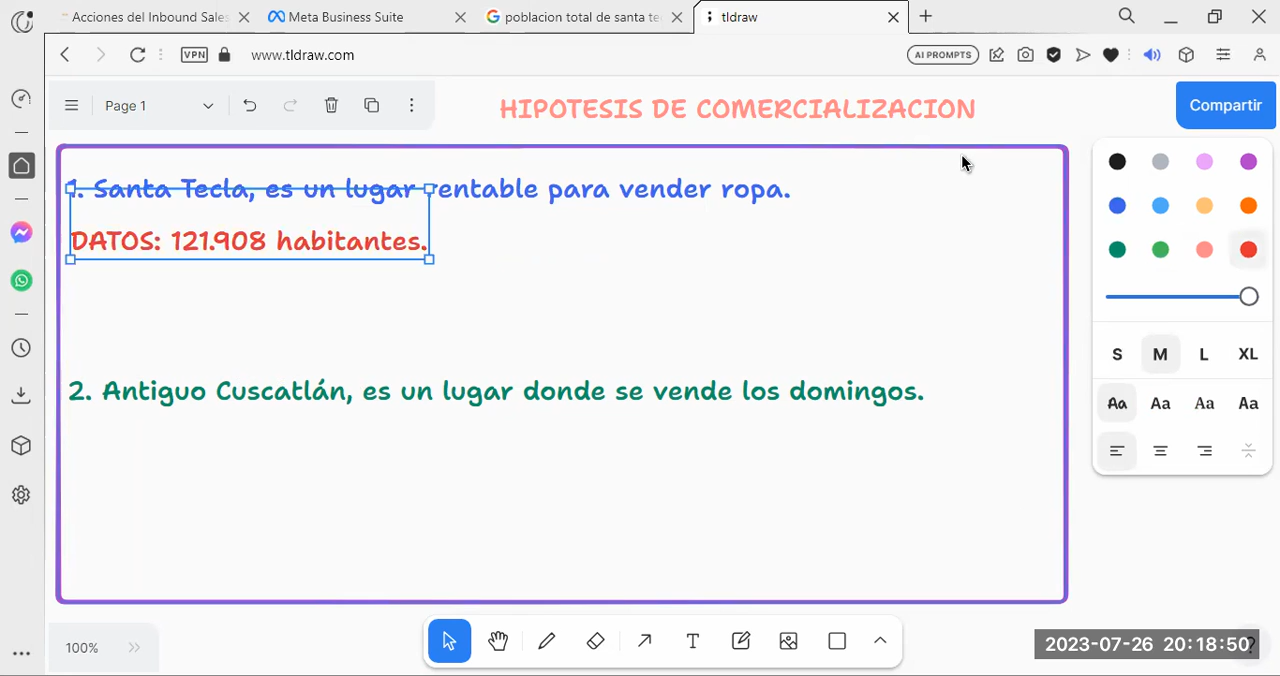 Acciones del Inbound Sales
Meta Business Suite
poblacion total de santa te
tldraw
VPN
www.tldraw.com
AI PROMPTS
Page 1
HIPOTESIS DE COMERCIALIZACION
Compartir
1. Santa Tecla, es un lugar rentable para vender ropa.
DATOS: 121.908 habitantes.
2. Antiguo Cuscatlán, es un lugar donde se vende los domingos.
S M L XL
Aa Aa Aa Aa
100%
T
2023-07-26 20:18:50
?